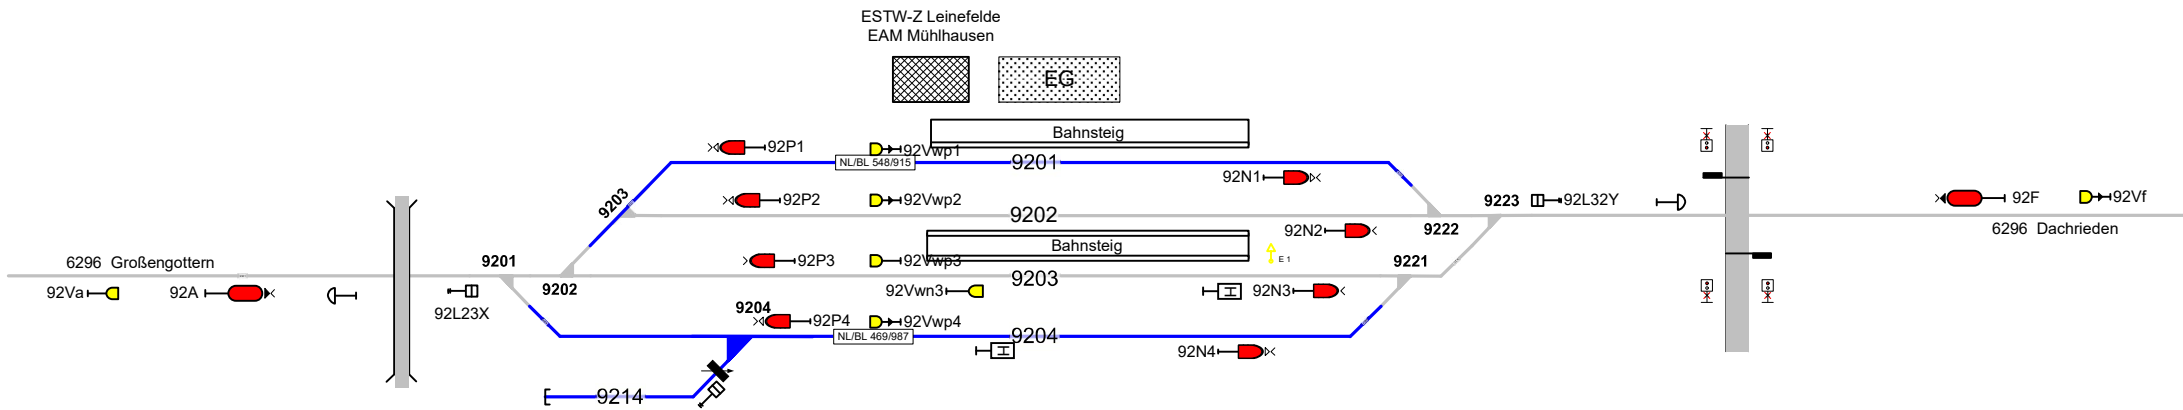 ESTW-Z Leinefelde
EAM Mühlhausen
EG
Bahnsteig
92P1
92Vwp1
NL/BL 548/915
9201
92N1
9203
92P2
92Vwp2
9202
9223
92L32Y
92F
92Vf
92N2
9222
6296 Dachrieden
Bahnsteig
6296 Großengottern
9201
92P3
92Vwp3
E 1
9221
9203
9202
92Va
92A
92L23X
92Vwn3
92N3
9204
92P4
92Vwp4
NL/BL 469/987
9204
92N4
9214